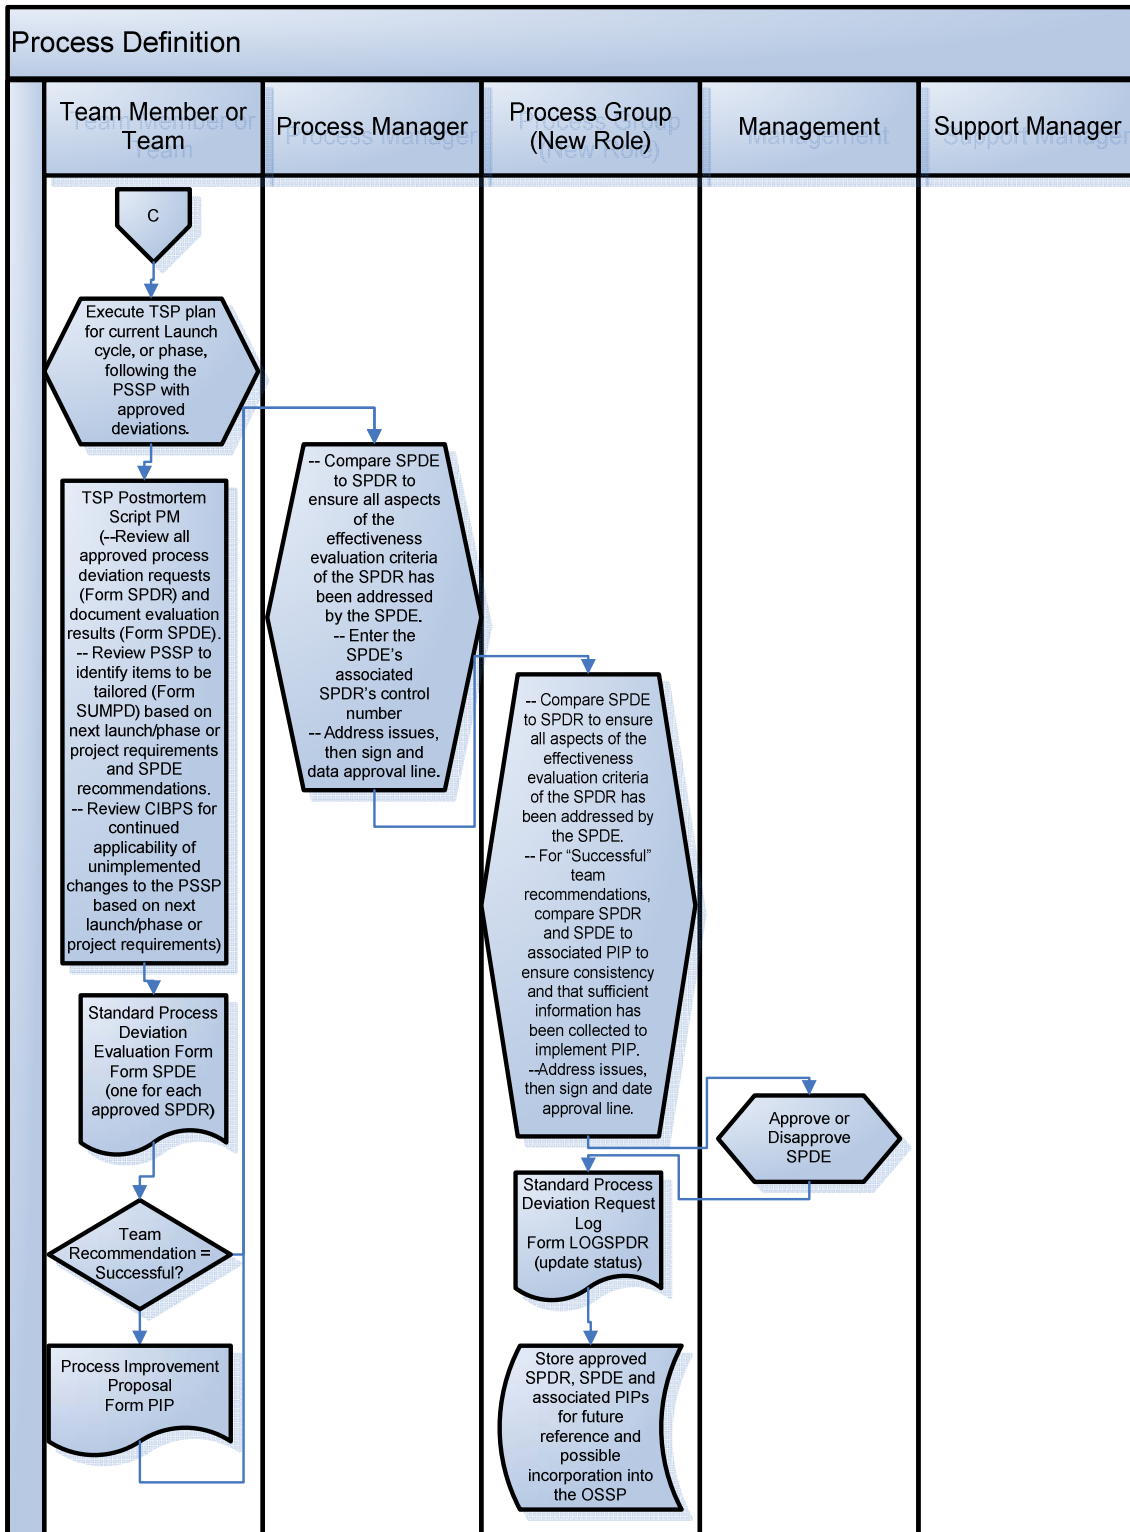 Process Definition
Team Member or
Team
Process Manager
Process Group
(New Role)
Management
Support Manager
C
Execute TSP plan
for current Launch
cycle, or phase,
following the
PSSP with
approved
deviations.
TSP Postmortem
Script PM
(--Review all
approved process
deviation requests
(Form SPDR) and
document evaluation
results (Form SPDE).
-- Review PSSP to
identify items to be
tailored (Form
SUMPD) based on
next launch/phase or
project requirements
and SPDE
recommendations.
-- Review CIBPS for
continued
applicability of
unimplemented
changes to the PSSP
based on next
launch/phase or
project requirements)
Standard Process
Deviation
Evaluation Form
Form SPDE
(one for each
approved SPDR)
Team
Recommendation =
Successful?
Process Improvement
Proposal
Form PIP
-- Compare SPDE
to SPDR to
ensure all aspects
of the
effectiveness
evaluation criteria
of the SPDR has
been addressed
by the SPDE.
-- Enter the
SPDE's
associated
SPDR's control
number
-- Address issues,
then sign and
data approval line.
-- Compare SPDE
to SPDR to ensure
all aspects of the
effectiveness
evaluation criteria
of the SPDR has
been addressed by
the SPDE.
-- For “Successful”
team
recommendations,
compare SPDR
and SPDE to
associated PIP to
ensure consistency
and that sufficient
information has
been collected to
implement PIP.
--Address issues,
then sign and date
approval line.
Approve or
Disapprove
SPDE
Standard Process
Deviation Request
Log
Form LOGSPDR
(update status)
Store approved
SPDR, SPDE and
associated PIPs
for future
reference and
possible
incorporation into
the OSSP